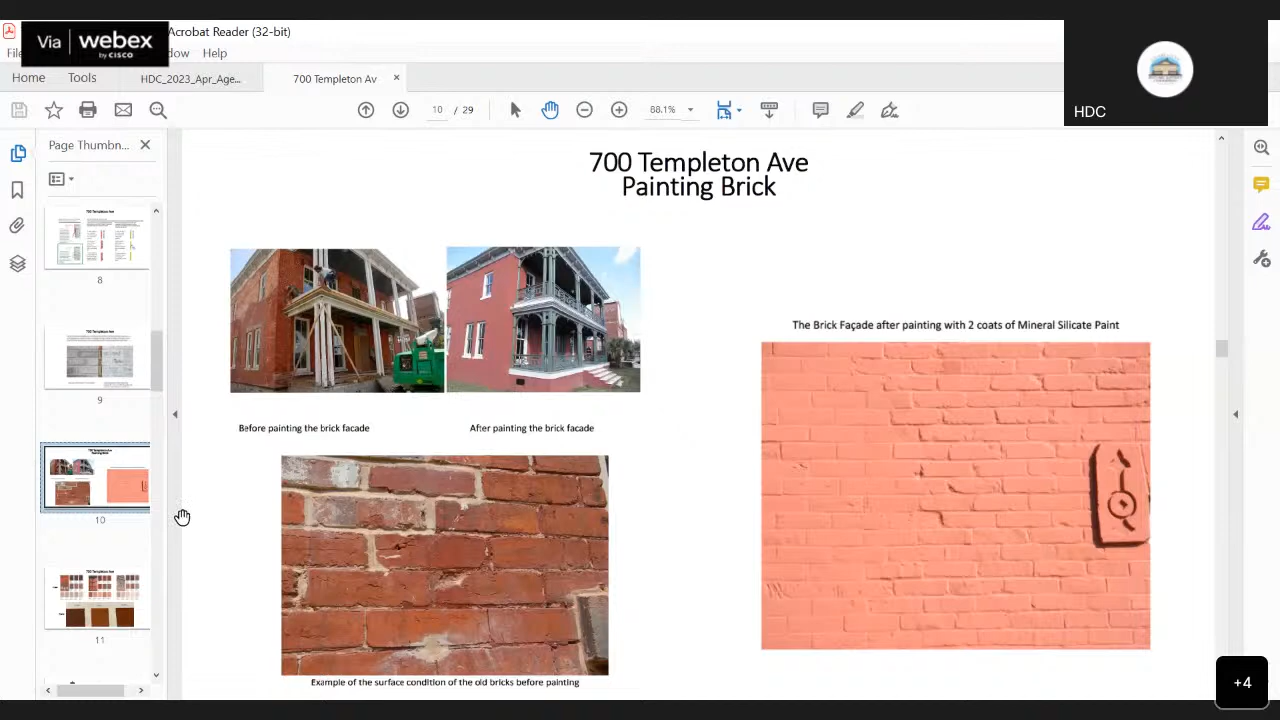 Via webex
by CISCO
Acrobat Reader (32-bit)
Help
Home
Tools
HDC_2023_Apr_Age...
700 Templeton Av
10 / 29
88.1%
HDC
Page Thumbn...
700 Templeton Ave
Painting Brick
8
9
10
11
The Brick Façade after painting with 2 coats of Mineral Silicate Paint
Before painting the brick facade
After painting the brick facade
Example of the surface condition of the old bricks before painting
+4